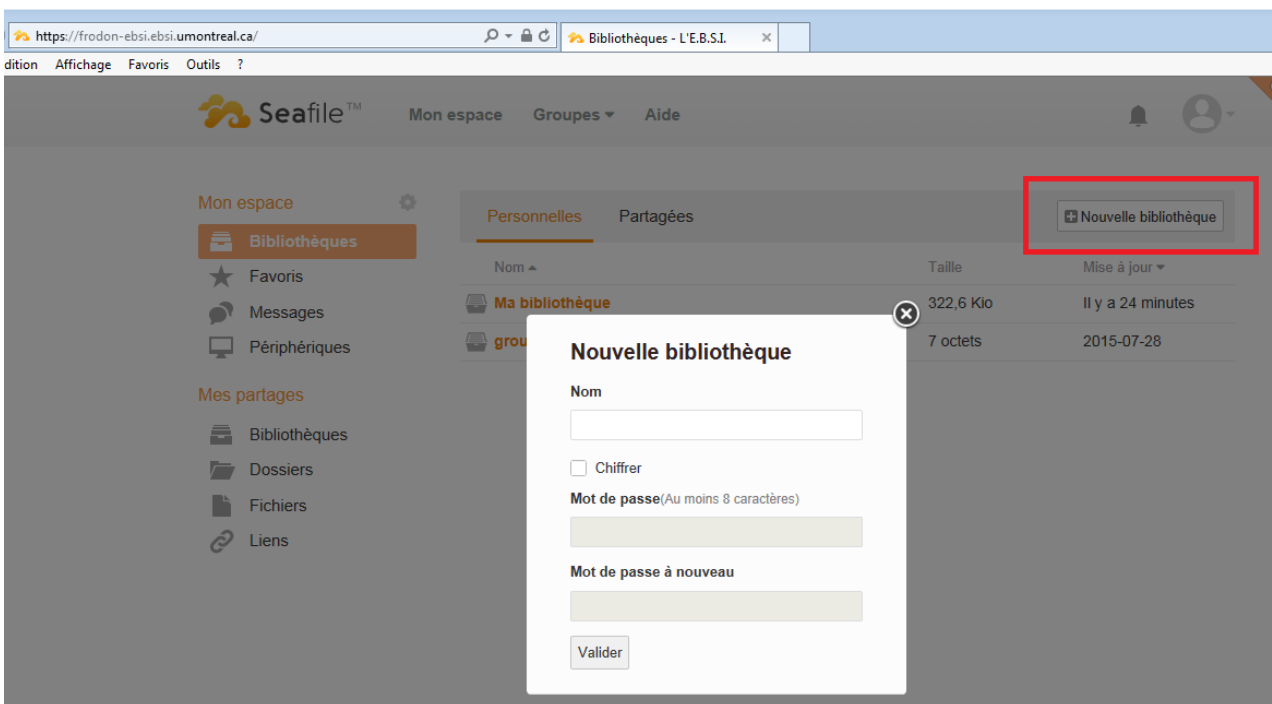 https://frodon-ebsi.ebsi.umontreal.ca/
Bibliothèques - L'E.B.S.I.
dition Affichage Favoris Outils ?
Seafile™ Mon espace Groupes Aide
Mon espace
Bibliothèques
Favoris
Messages
Périphériques
Mes partages
Bibliothèques
Dossiers
Fichiers
Liens
Personnelles Partagées Nouvelle bibliothèque
Nom Taille Mise à jour
Ma bibliothèque 322,6 Kio Il y a 24 minutes
grou 7 octets 2015-07-28
Nouvelle bibliothèque
Nom
Chiffrer
Mot de passe(Au moins 8 caractères)
Mot de passe à nouveau
Valider